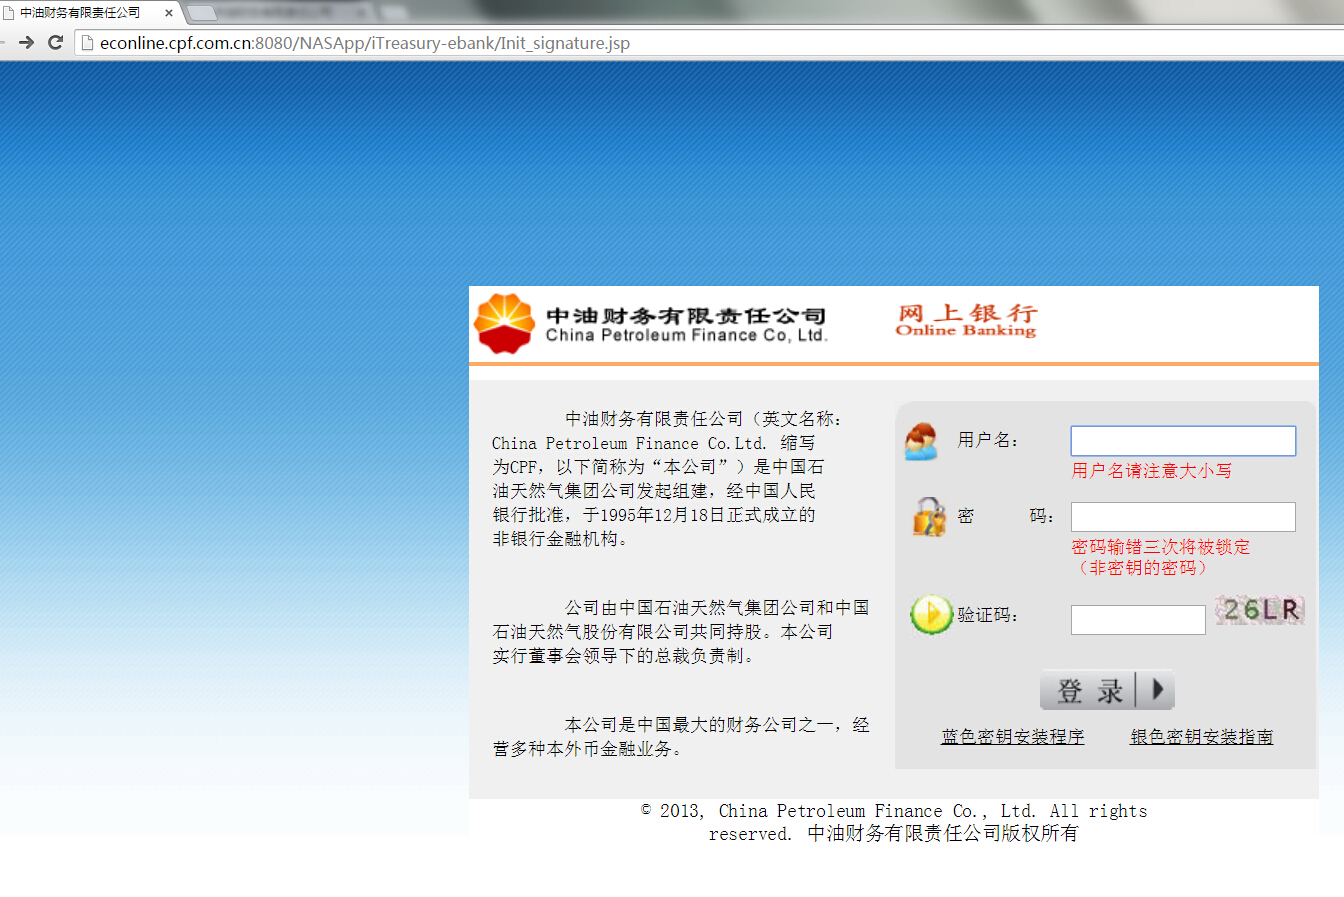 中油财务有限责任公司
econline.cpf.com.cn:8080/NASApp/iTreasury-ebank/Init_signature.jsp
中油财务有限责任公司
China Petroleum Finance Co, Ltd.
网上银行
Online Banking
中油财务有限责任公司（英文名称：
China Petroleum Finance Co.Ltd. 缩写
为CPF，以下简称为“本公司”）是中国石
油天然气集团公司发起组建，经中国人民
银行批准，于1995年12月18日正式成立的
非银行金融机构。
公司由中国石油天然气集团公司和中国
石油天然气股份有限公司共同持股。本公司
实行董事会领导下的总裁负责制。
本公司是中国最大的财务公司之一，经
营多种本外币金融业务。
用户名：
用户名请注意大小写
密 码：
密码输错三次将被锁定
（非密钥的密码）
验证码：
26LR
登录
蓝色密钥安装程序 银色密钥安装指南
© 2013, China Petroleum Finance Co., Ltd. All rights
reserved. 中油财务有限责任公司版权所有